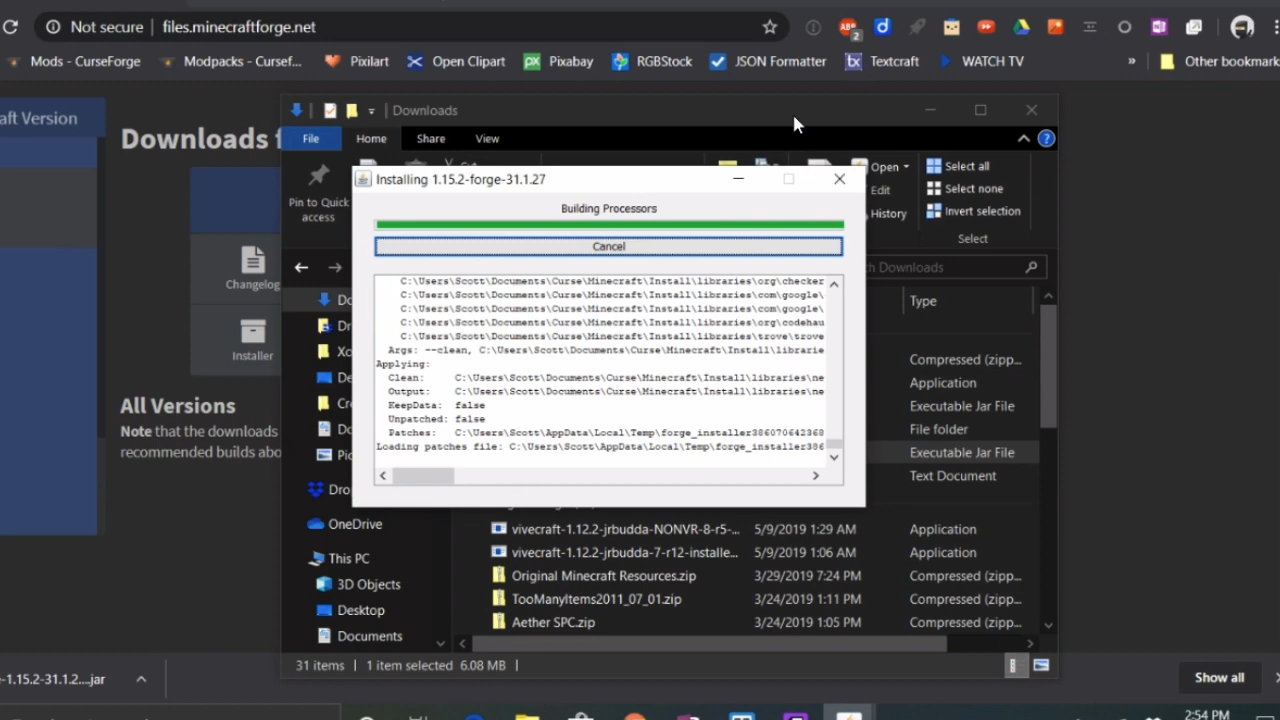 Not secure files.minecraftforge.net
2
Mods - CurseForge Modpacks - Cursef... Pixilart Open Clipart px Pixabay RGBStock JSON Formatter bx Textcraft WATCH TV » Other bookmark
aft Version
Downloads f
Changelog
Installer
All Versions
Note that the downloads
recommended builds abo
Downloads
File Home Share View
Pin to Quick
access
Open
Edit
History
Select all
Select none
Invert selection
Select
h Downloads
Type
Installing 1.15.2-forge-31.1.27
Building Processors
Cancel
C:\Users\Scott\Documents\Curse\Minecraft\Install\libraries\org\checker
C:\Users\Scott\Documents\Curse\Minecraft\Install\libraries\com\google\
C:\Users\Scott\Documents\Curse\Minecraft\Install\libraries\com\google\
C:\Users\Scott\Documents\Curse\Minecraft\Install\libraries\org\codehau
C:\Users\Scott\Documents\Curse\Minecraft\Install\libraries\trove\trove
Args: --clean, C:\Users\Scott\Documents\Curse\Minecraft\Install\librarie
Applying:
Clean: C:\Users\Scott\Documents\Curse\Minecraft\Install\libraries\ne
Output: C:\Users\Scott\Documents\Curse\Minecraft\Install\libraries\ne
KeepData: false
Unpatched: false
Patches: C:\Users\Scott\AppData\Local\Temp\forge_installer386070642368
Loading patches file: C:\Users\Scott\AppData\Local\Temp\forge_installer386
Compressed (zipp...
Application
Executable Jar File
File folder
Executable Jar File
Text Document
Do
Dr
Xc
De
Cre
Do
Pic
Dro
OneDrive
This PC
3D Objects
Desktop
Documents
vivecraft-1.12.2-jrbudda-NONVR-8-r5-... 5/9/2019 1:29 AM Application
vivecraft-1.12.2-jrbudda-7-r12-installe... 5/9/2019 1:06 AM Application
Original Minecraft Resources.zip 3/29/2019 7:24 PM Compressed (zipp...
TooManyItems2011_07_01.zip 3/24/2019 1:11 PM Compressed (zipp...
Aether SPC.zip 3/24/2019 1:05 PM Compressed (zipp...
31 items 1 item selected 6.08 MB
e-1.15.2-31.1.2....jar
Show all
2:54 PM